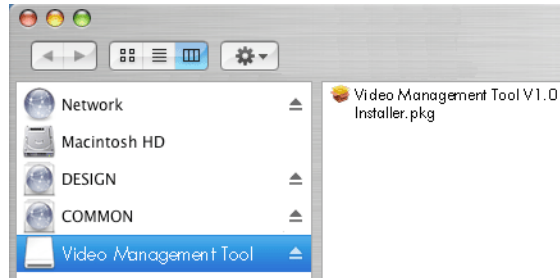 Network
Macintosh HD
DESIGN
COMMON
Video Management Tool
Video Management Tool V1.0
Installer.pkg